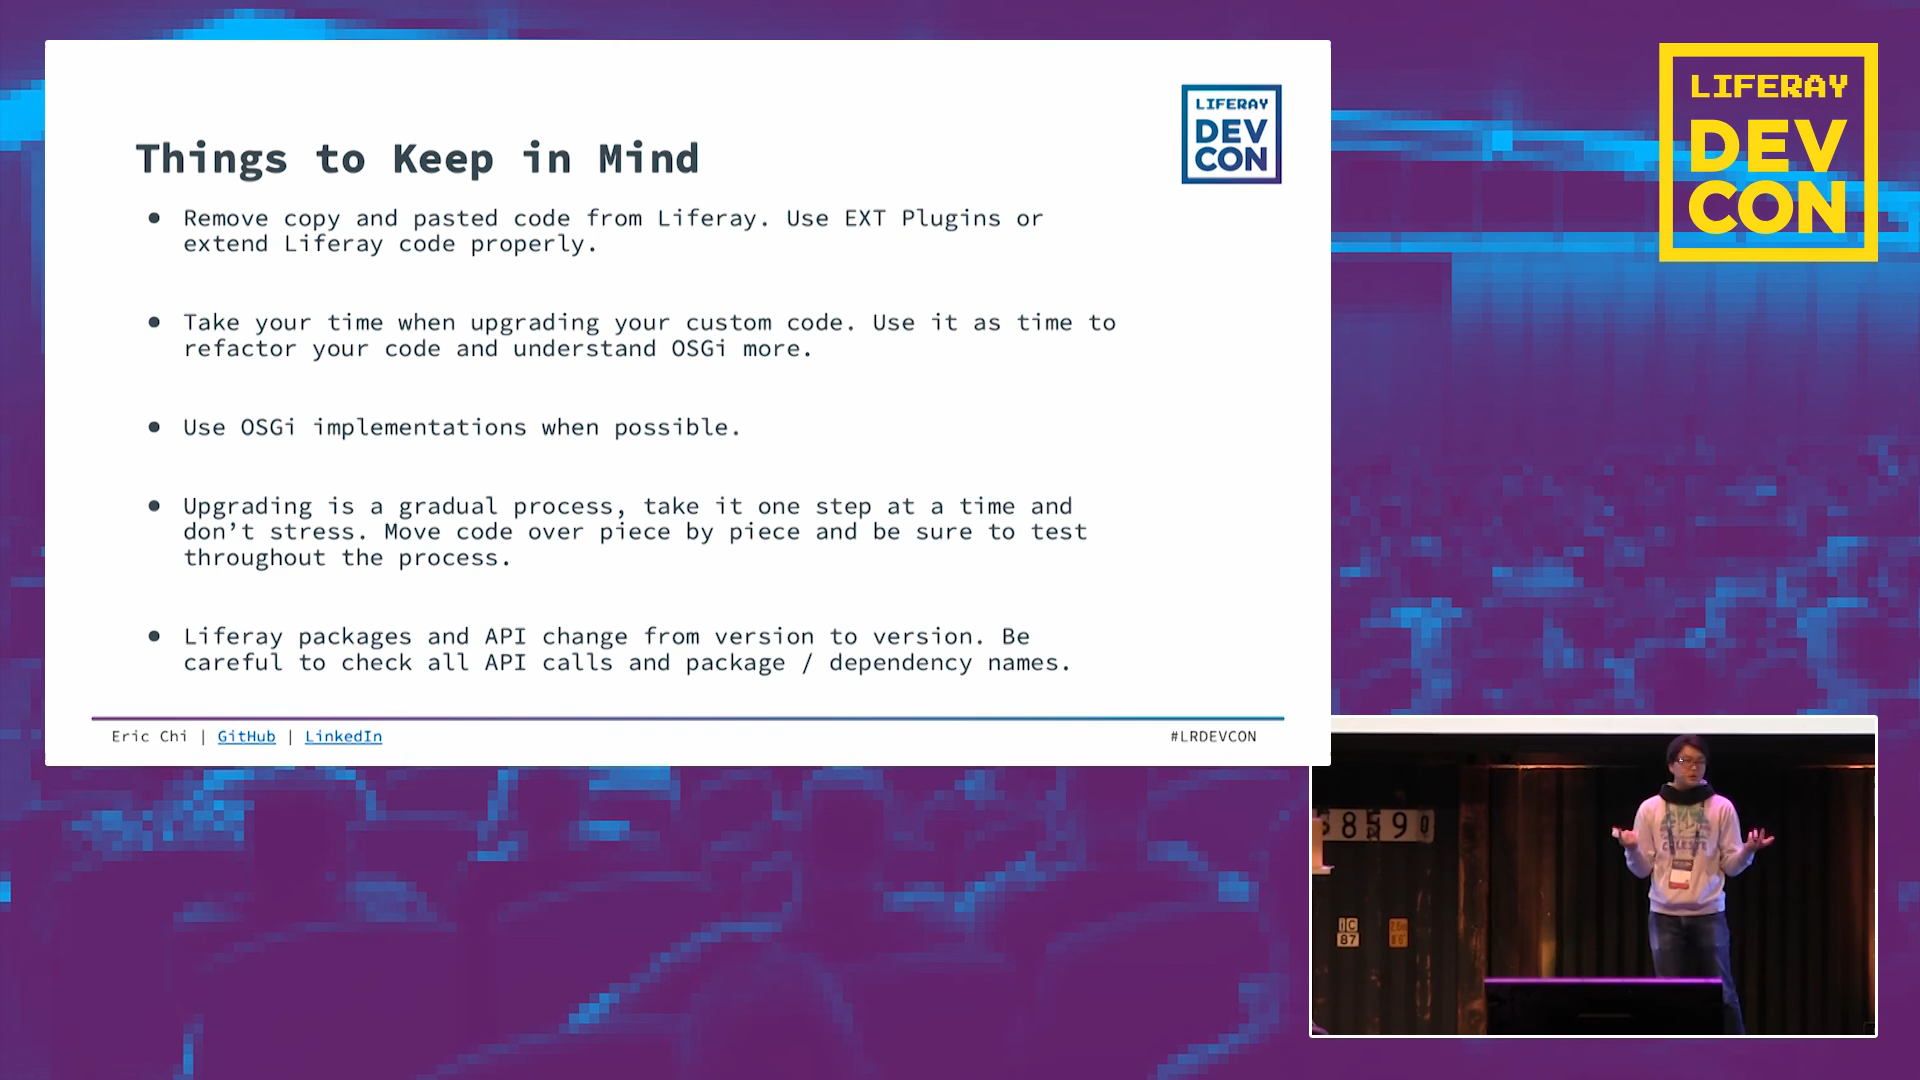 LIFERAY
DEV
CON
Things to Keep in Mind
● Remove copy and pasted code from Liferay. Use EXT Plugins or
extend Liferay code properly.
● Take your time when upgrading your custom code. Use it as time to
refactor your code and understand OSGi more.
● Use OSGi implementations when possible.
● Upgrading is a gradual process, take it one step at a time and
don’t stress. Move code over piece by piece and be sure to test
throughout the process.
● Liferay packages and API change from version to version. Be
careful to check all API calls and package / dependency names.
Eric Chi | GitHub | LinkedIn
#LRDEVCON
LIFERAY
DEV
CON
859
CELESTE
87